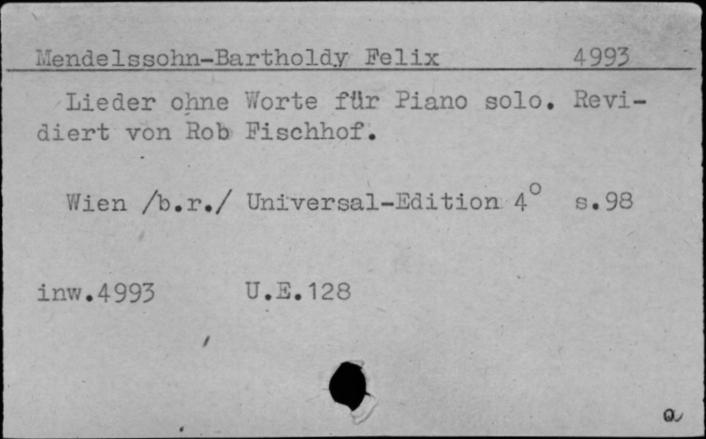 Mendelssohn-Bartholdy Felix 4993
Lieder ohne Worte für Piano solo. Revi-
diert von Rob Fischhof.
Wien /b.r./ Universal-Edition 4° s.98
inw.4993 U.E.128
a